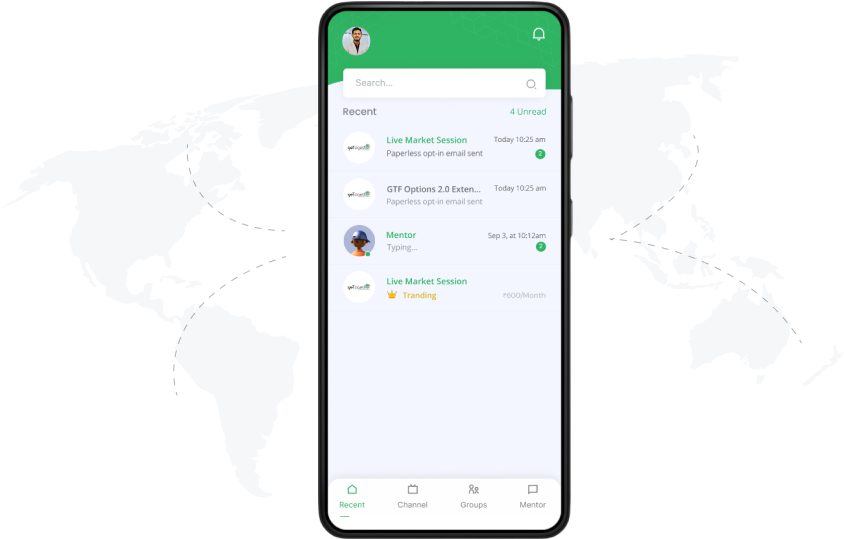 Search...
Recent
4 Unread
Live Market Session
Today 10:25 am
Paperless opt-in email sent
2
GTF Options 2.0 Exten...
Today 10:25 am
Paperless opt-in email sent
Mentor
Sep 3, at 10:12am
Typing...
2
Live Market Session
Tranding
₹600/Month
Recent
Channel
Groups
Mentor